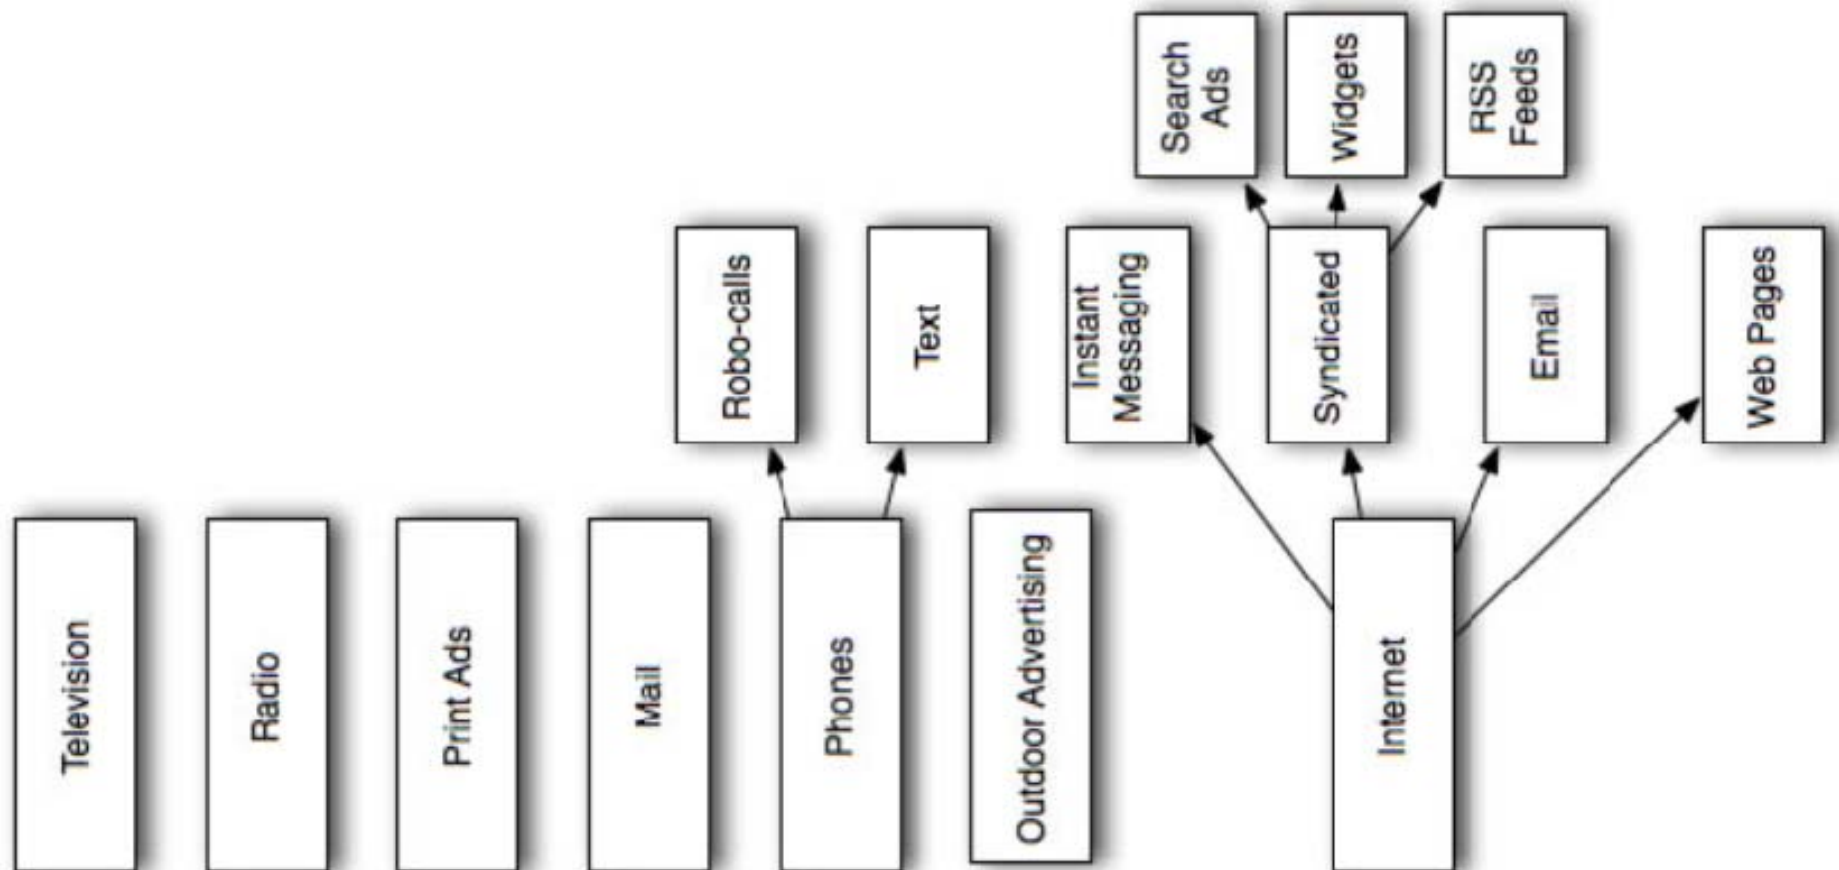 Television
Radio
Print Ads
Mail
Phones
Robo-calls
Text
Outdoor Advertising
Internet
Instant
Messaging
Syndicated
Search
Ads
Widgets
RSS
Feeds
Email
Web Pages